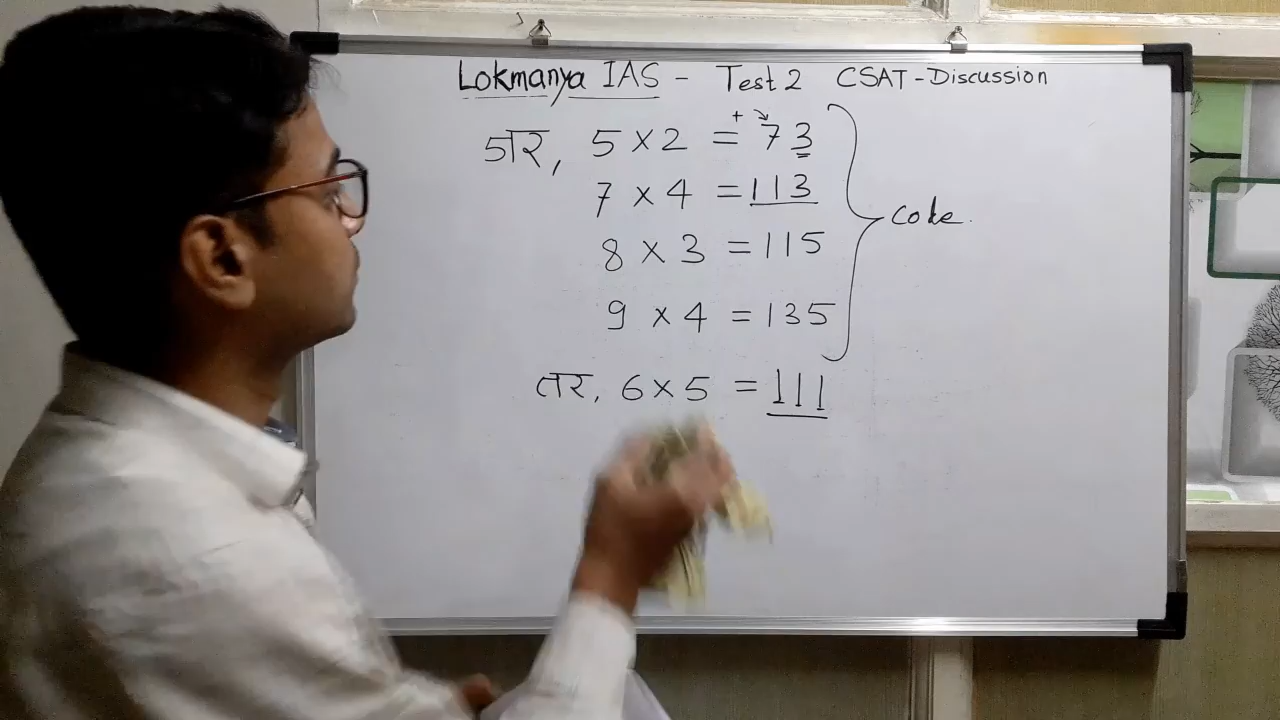 Lokmanya IAS - Test 2 CSAT - Discussion
जर, 5 × 2 = 73
7 × 4 = 113
8 × 3 = 115
9 × 4 = 135
code.
तर, 6 × 5 = 111